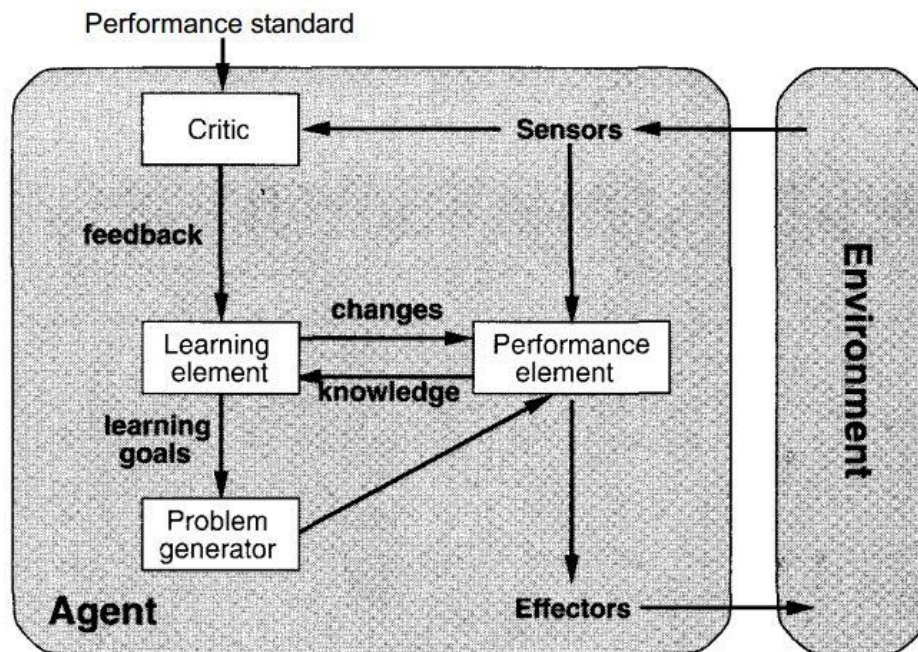 Performance standard
Critic
Sensors
feedback
changes
Learning
element
Performance
element
knowledge
learning
goals
Problem
generator
Agent
Effectors
Environment